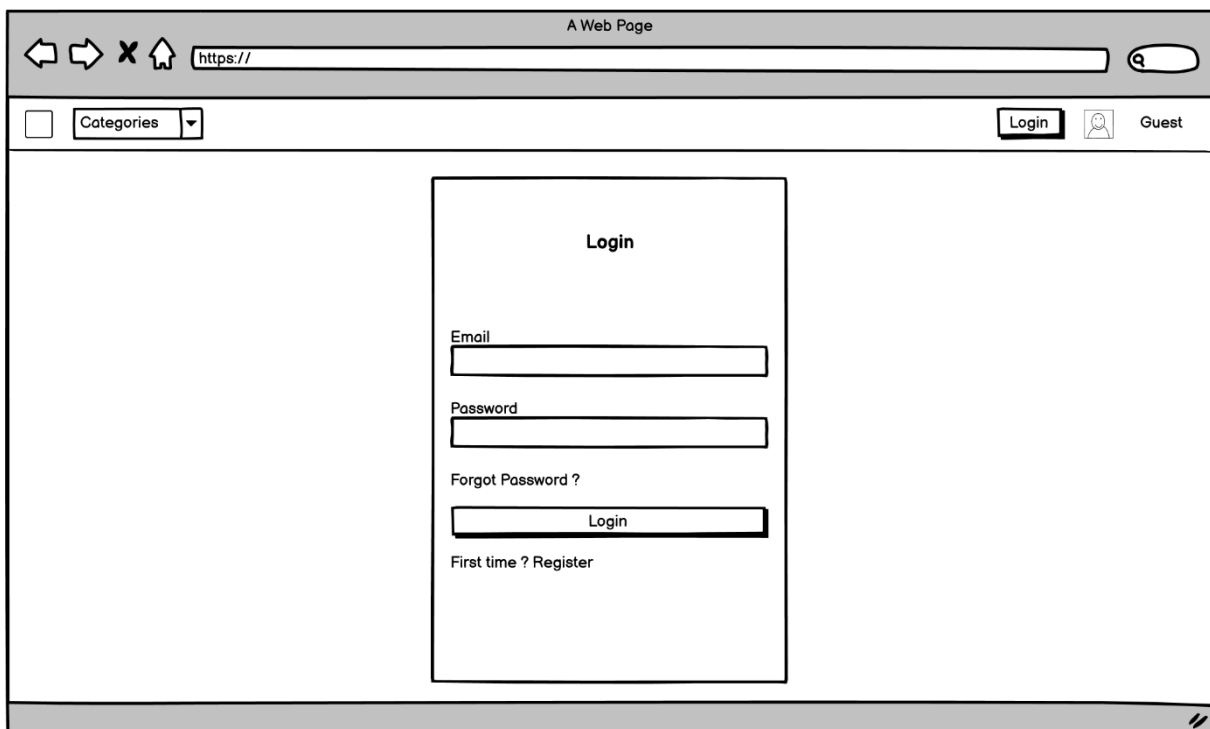 A Web Page
https://
Categories
Login
Guest
Login
Email
Password
Forgot Password ?
Login
First time ? Register